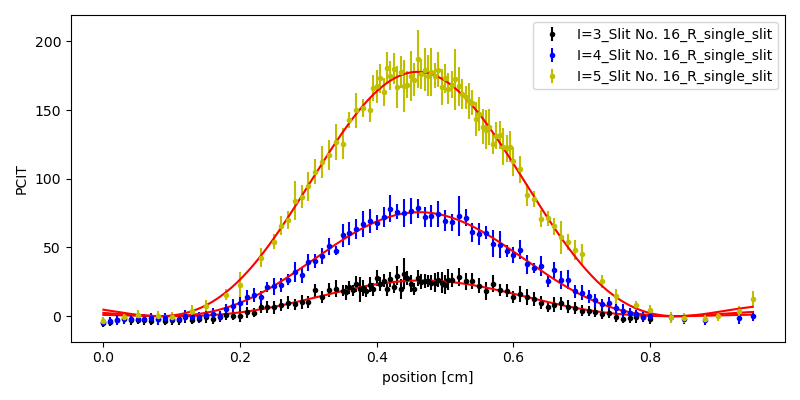 I=3_Slit No. 16_R_single_slit
I=4_Slit No. 16_R_single_slit
I=5_Slit No. 16_R_single_slit
200
150
100
50
0
PCIT
0.0 0.2 0.4 0.6 0.8
position [cm]